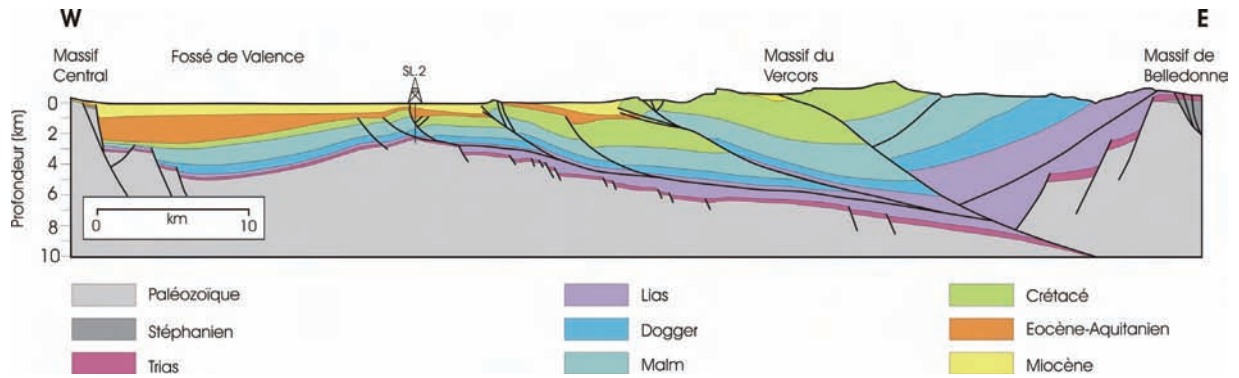 W
E
Massif
Central
Fossé de Valence
SL.2
Massif du
Vercors
Massif de
Belledonne
Profondeur (km)
0
2
4
6
8
10
0
km
10
Paléozoïque
Stéphanien
Trias
Lias
Dogger
Malm
Crétacé
Eocène-Aquitanien
Miocène